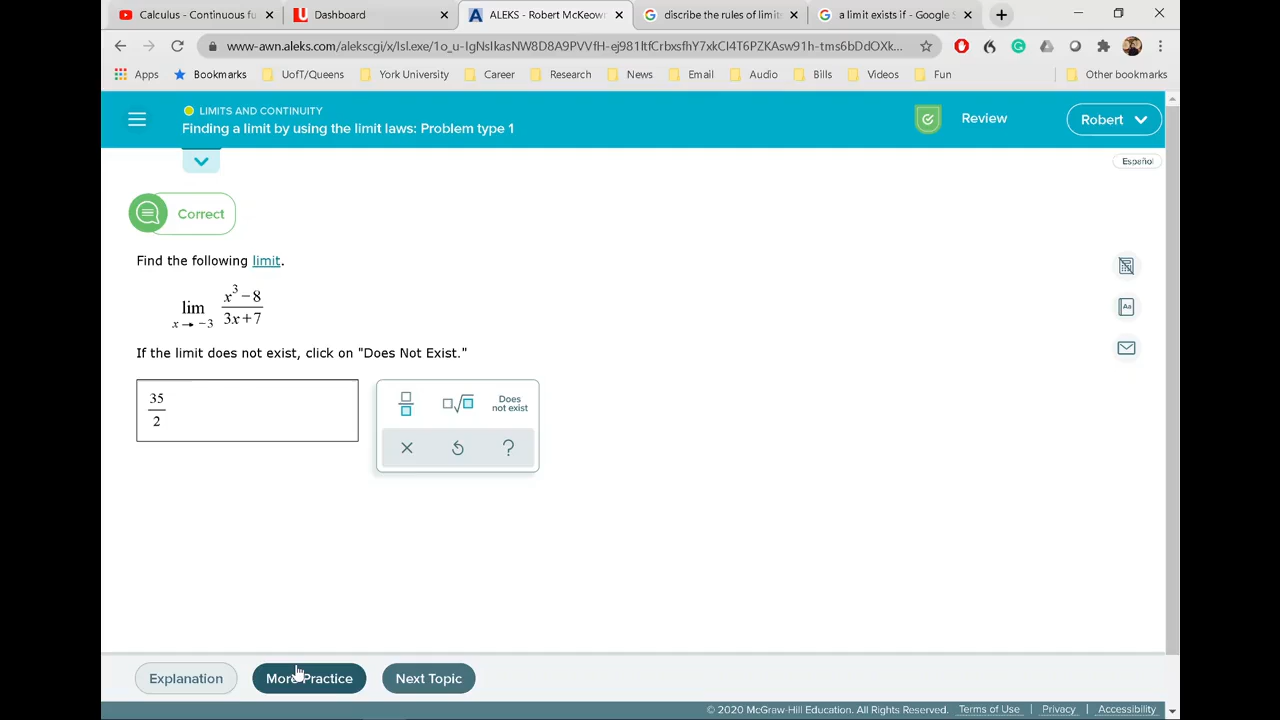 Calculus - Continuous fu
Dashboard
ALEKS - Robert McKeown
discribe the rules of limits
a limit exists if - Google S
www-awn.aleks.com/alekscgi/x/Isl.exe/1o_u-IgNsIkasNW8D8A9PVVfH-ej981ltfCrbxsfhY7xkCl4T6PZKAsw91h-tms6bDdOXk...
Apps Bookmarks UofT/Queens York University Career Research News Email Audio Bills Videos Fun Other bookmarks
LIMITS AND CONTINUITY
Finding a limit by using the limit laws: Problem type 1
Review
Robert
Español
Correct
Find the following limit.
lim x→−3 (x³−8)/(3x+7)
If the limit does not exist, click on "Does Not Exist."
35/2
Does not exist
Explanation More Practice Next Topic
© 2020 McGraw-Hill Education. All Rights Reserved. Terms of Use | Privacy | Accessibility